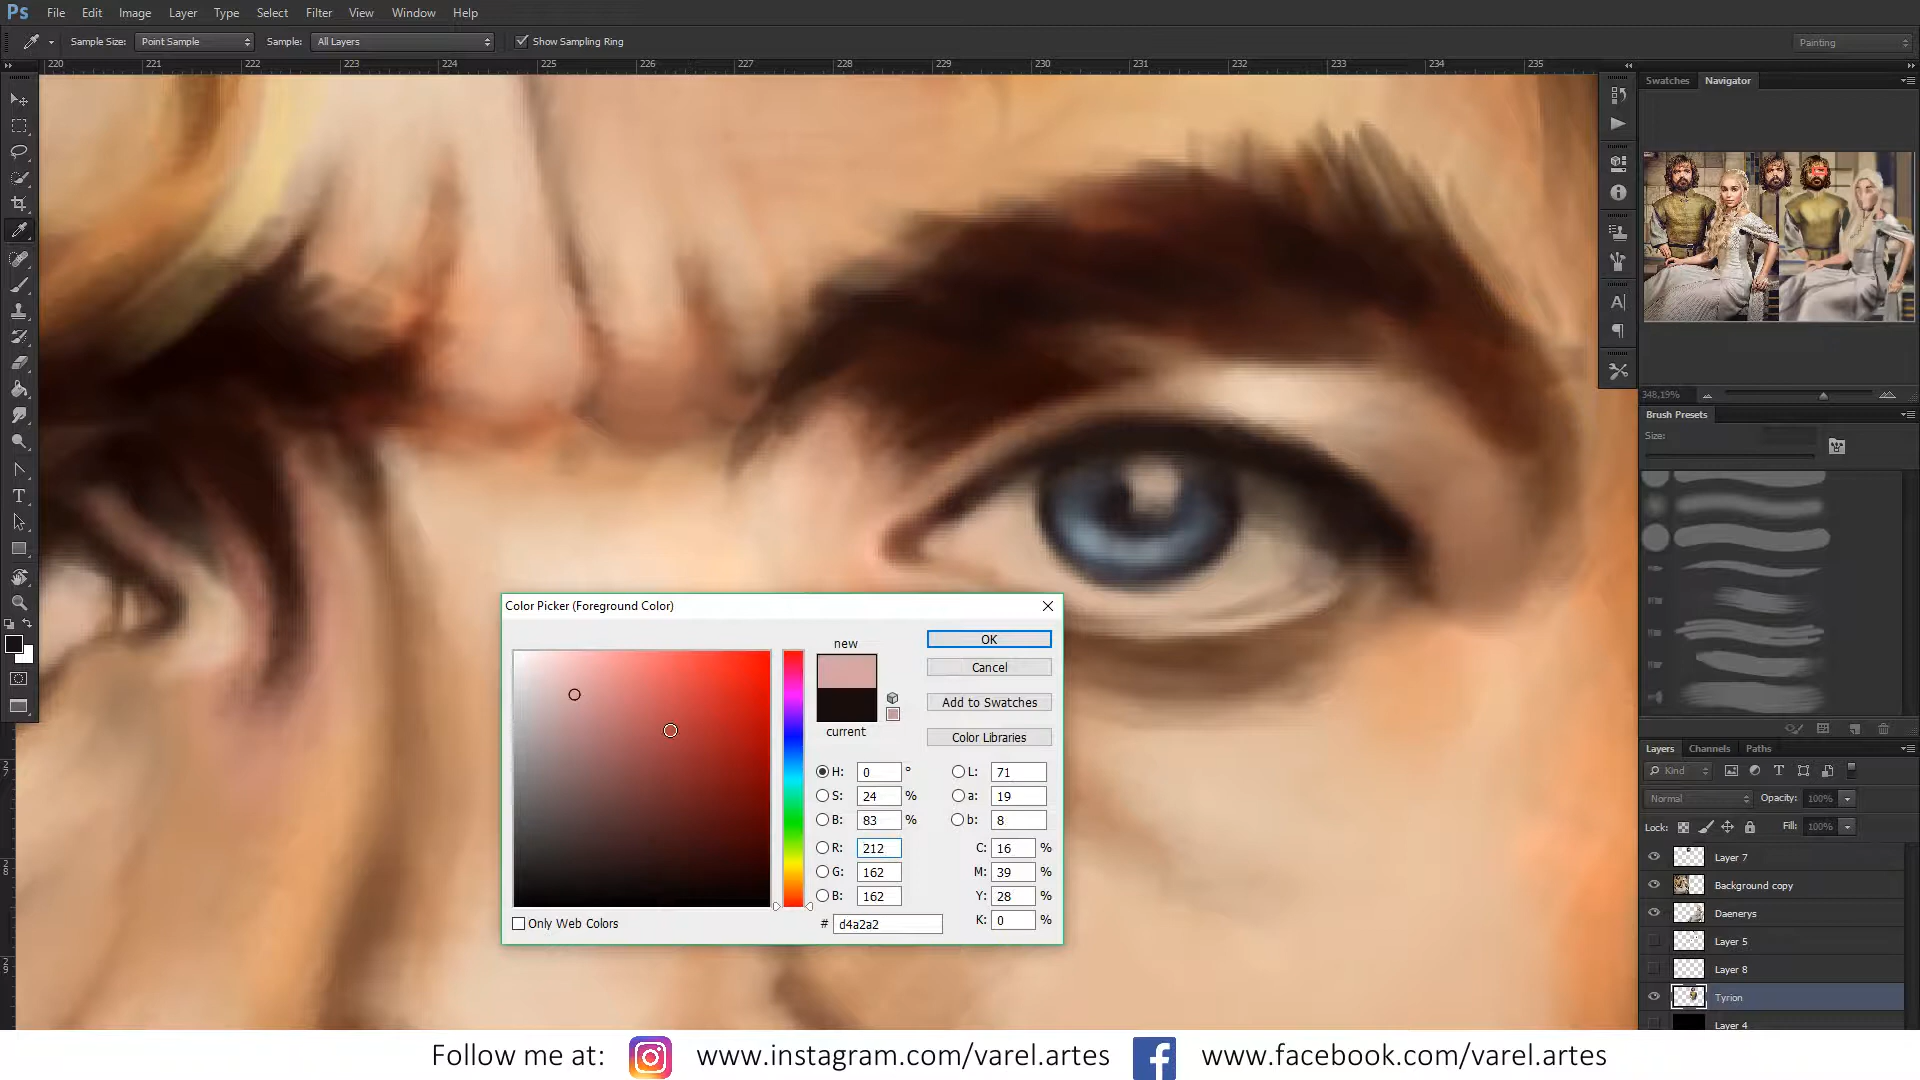 Ps File Edit Image Layer Type Select Filter View Window Help
Sample Size: Point Sample Sample: All Layers Show Sampling Ring Painting
220 221 222 223 224 225 226 227 228 229 230 231 232 233 234 235
Swatches Navigator
348,19%
Brush Presets
Size:
Color Picker (Foreground Color)
new
current
OK
Cancel
Add to Swatches
Color Libraries
H: 0 ° L: 71
S: 24 % a: 19
B: 83 % b: 8
R: 212 C: 16 %
G: 162 M: 39 %
B: 162 Y: 28 %
# d4a2a2 K: 0 %
Only Web Colors
Layers Channels Paths
Kind
Normal Opacity: 100%
Lock: Fill: 100%
Layer 7
Background copy
Daenerys
Layer 5
Layer 8
Tyrion
Layer 4
27
28
29
Follow me at: www.instagram.com/varel.artes www.facebook.com/varel.artes